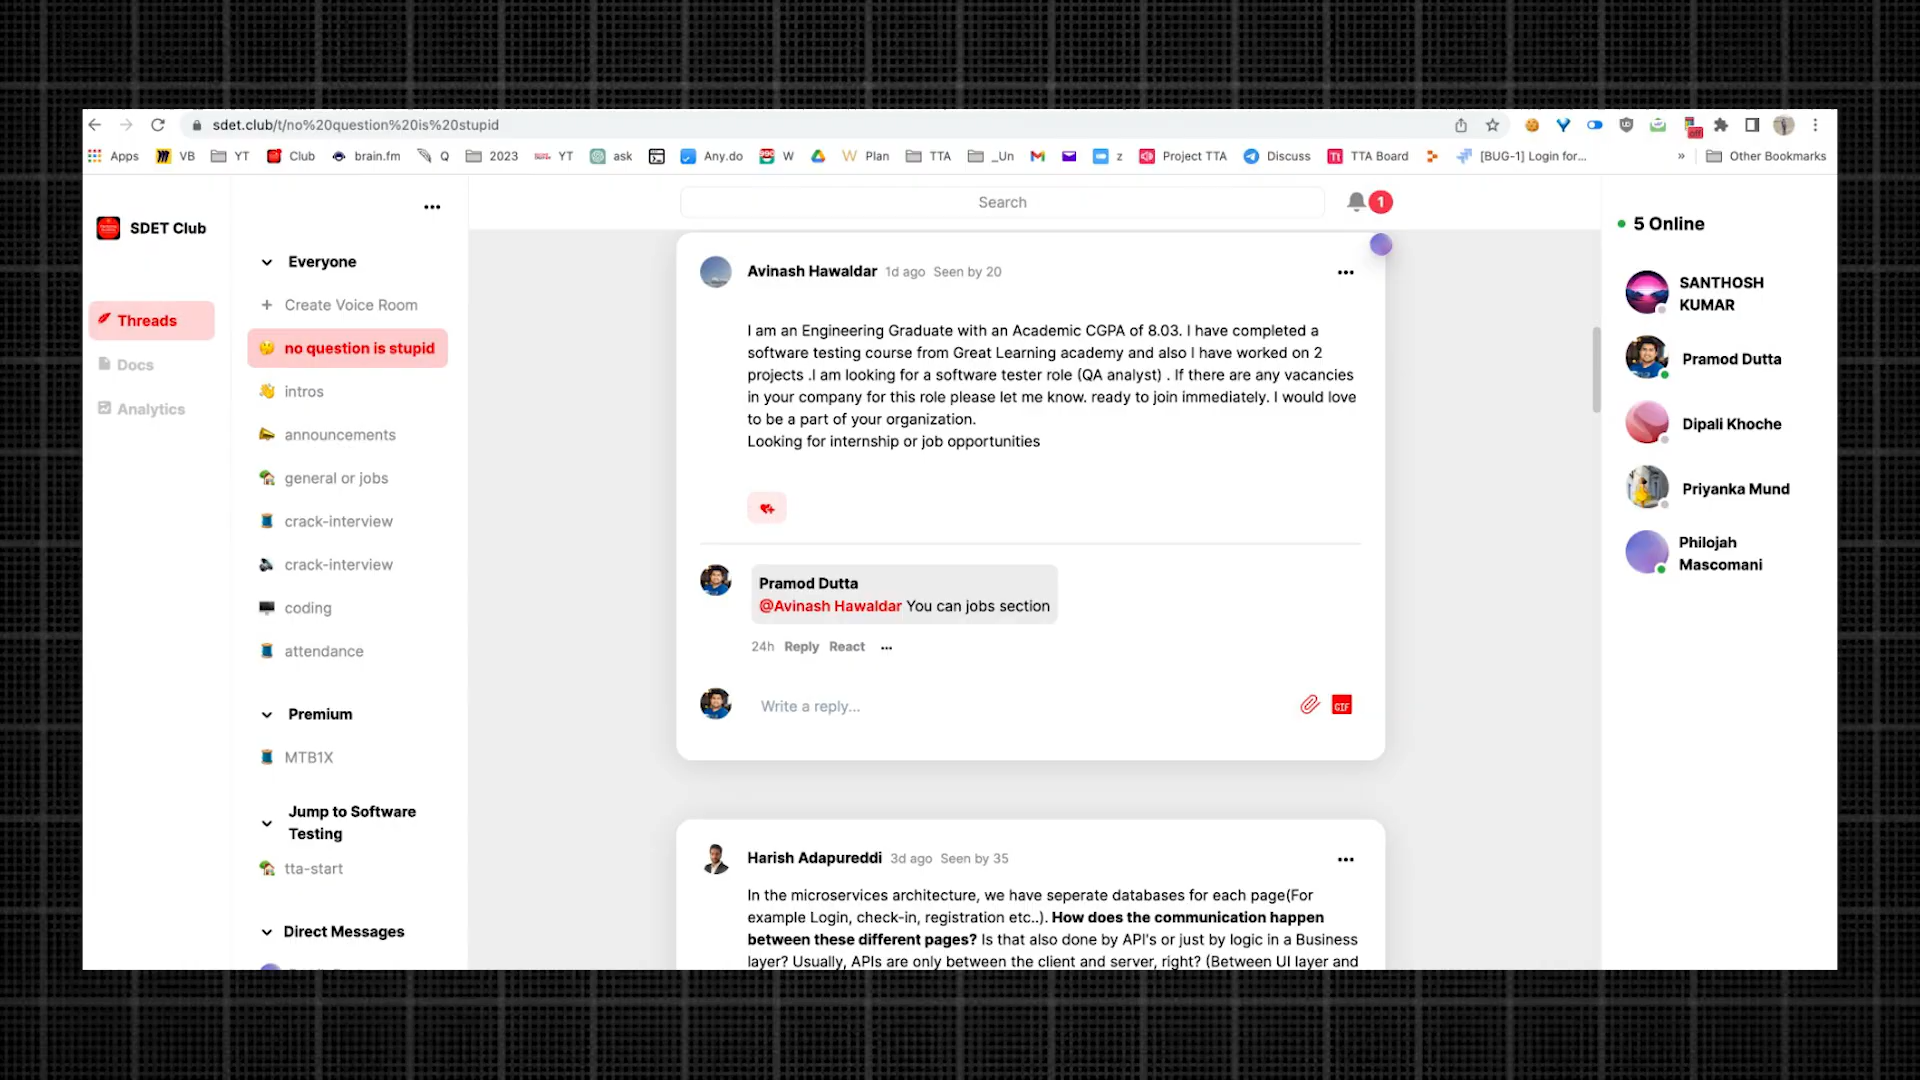 sdet.club/t/no%20question%20is%20stupid
Apps VB YT Club brain.fm Q 2023 YT ask Any.do W Plan TTA _Un z Project TTA Discuss TTA Board [BUG-1] Login for... » Other Bookmarks
SDET Club
Threads
Docs
Analytics
Everyone
+ Create Voice Room
no question is stupid
intros
announcements
general or jobs
crack-interview
crack-interview
coding
attendance
Premium
MTB1X
Jump to Software
Testing
tta-start
Direct Messages
Search
1
Avinash Hawaldar 1d ago Seen by 20
I am an Engineering Graduate with an Academic CGPA of 8.03. I have completed a
software testing course from Great Learning academy and also I have worked on 2
projects .I am looking for a software tester role (QA analyst) . If there are any vacancies
in your company for this role please let me know. ready to join immediately. I would love
to be a part of your organization.
Looking for internship or job opportunities
Pramod Dutta
@Avinash Hawaldar You can jobs section
24h Reply React
Write a reply...
GIF
Harish Adapureddi 3d ago Seen by 35
In the microservices architecture, we have seperate databases for each page(For
example Login, check-in, registration etc..). How does the communication happen
between these different pages? Is that also done by API's or just by logic in a Business
layer? Usually, APIs are only between the client and server, right? (Between UI layer and
5 Online
SANTHOSH
KUMAR
Pramod Dutta
Dipali Khoche
Priyanka Mund
Philojah
Mascomani